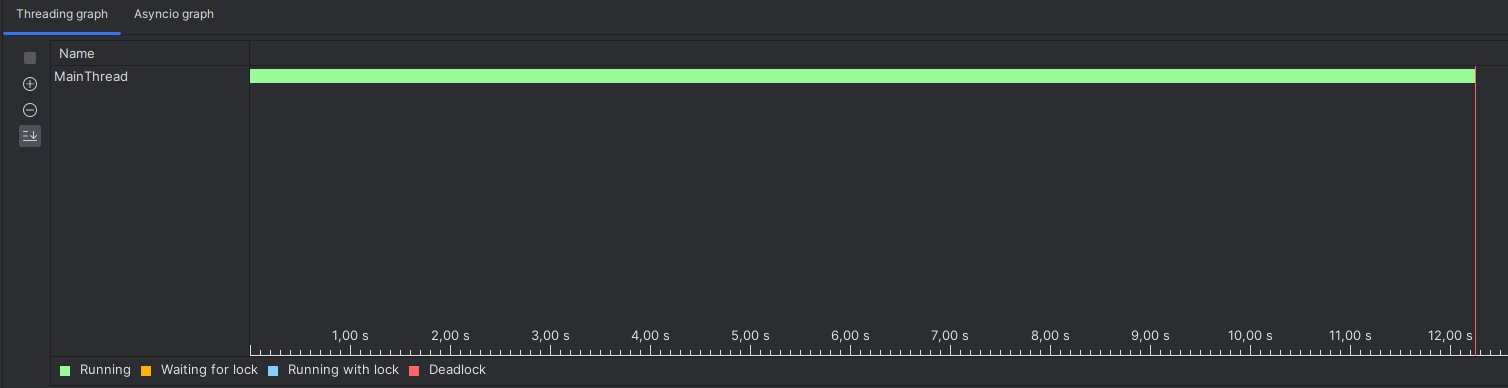 Threading graph Asyncio graph
Name
MainThread
1,00 s 2,00 s 3,00 s 4,00 s 5,00 s 6,00 s 7,00 s 8,00 s 9,00 s 10,00 s 11,00 s 12,00 s
Running Waiting for lock Running with lock Deadlock